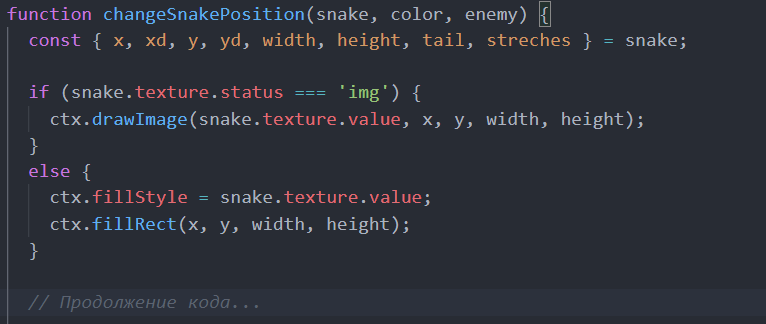 function changeSnakePosition(snake, color, enemy) {
const { x, xd, y, yd, width, height, tail, streches } = snake;
if (snake.texture.status === 'img') {
ctx.drawImage(snake.texture.value, x, y, width, height);
}
else {
ctx.fillStyle = snake.texture.value;
ctx.fillRect(x, y, width, height);
}
// Продолжение кода...